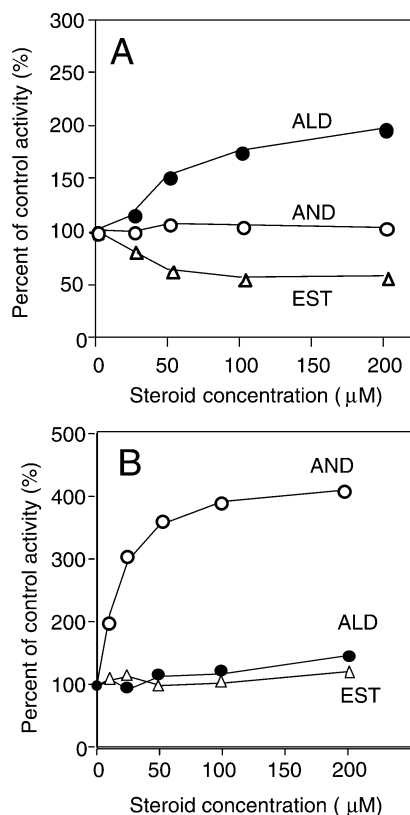 300
A
250
200
ALD
150
AND
100
50
EST
0
0 50 100 150 200
Steroid concentration ( μM)
Percent of control activity (%)
500
B
AND
400
300
200
ALD
100
EST
0
0 50 100 150 200
Steroid concentration ( μM)
Percent of control activity (%)